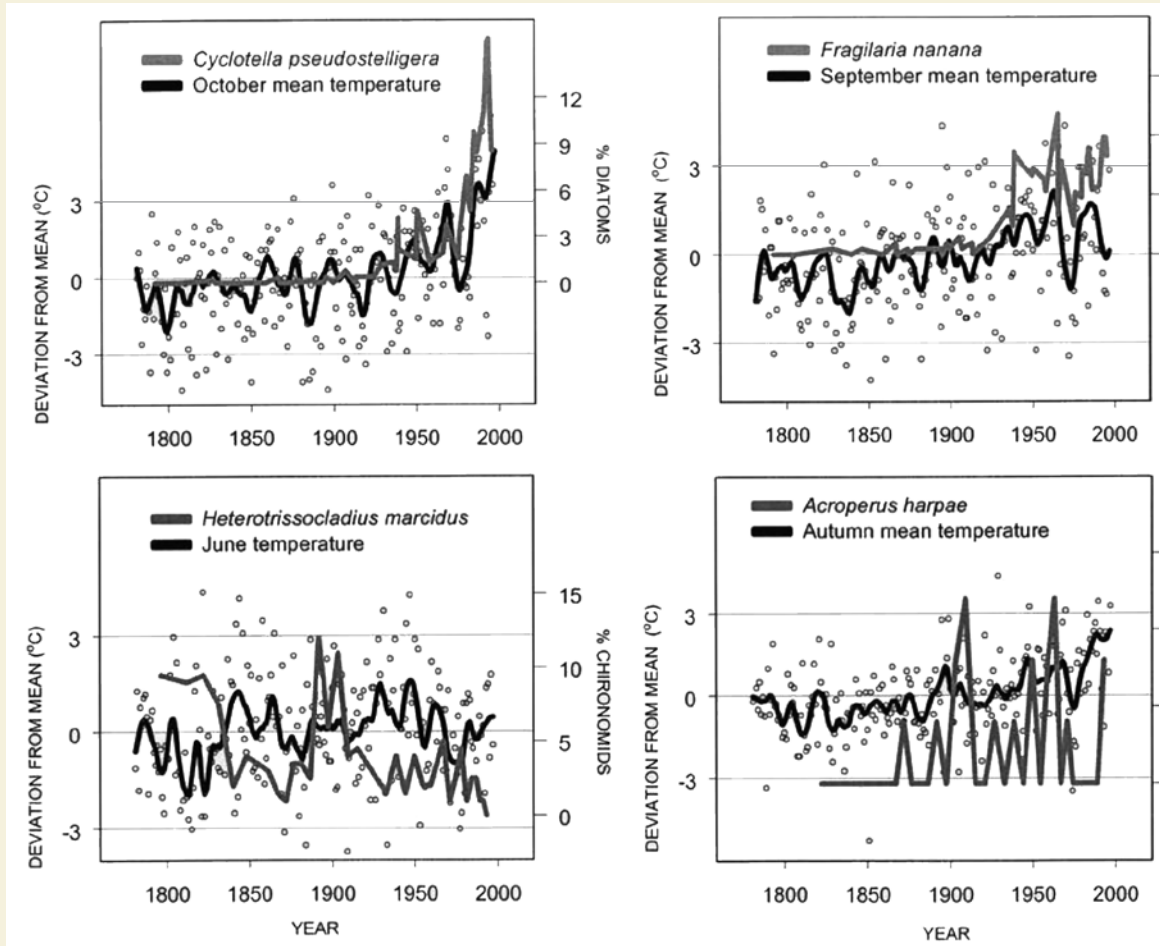 Cyclotella pseudostelligera
October mean temperature
DEVIATION FROM MEAN (°C)
3
0
-3
12
9
6
3
0
% DIATOMS
1800 1850 1900 1950 2000
Fragilaria nanana
September mean temperature
DEVIATION FROM MEAN (°C)
3
0
-3
1800 1850 1900 1950 2000
Heterotrissocladius marcidus
June temperature
DEVIATION FROM MEAN (°C)
3
0
-3
15
10
5
0
% CHIRONOMIDS
1800 1850 1900 1950 2000
YEAR
Acroperus harpae
Autumn mean temperature
DEVIATION FROM MEAN (°C)
3
0
-3
1800 1850 1900 1950 2000
YEAR